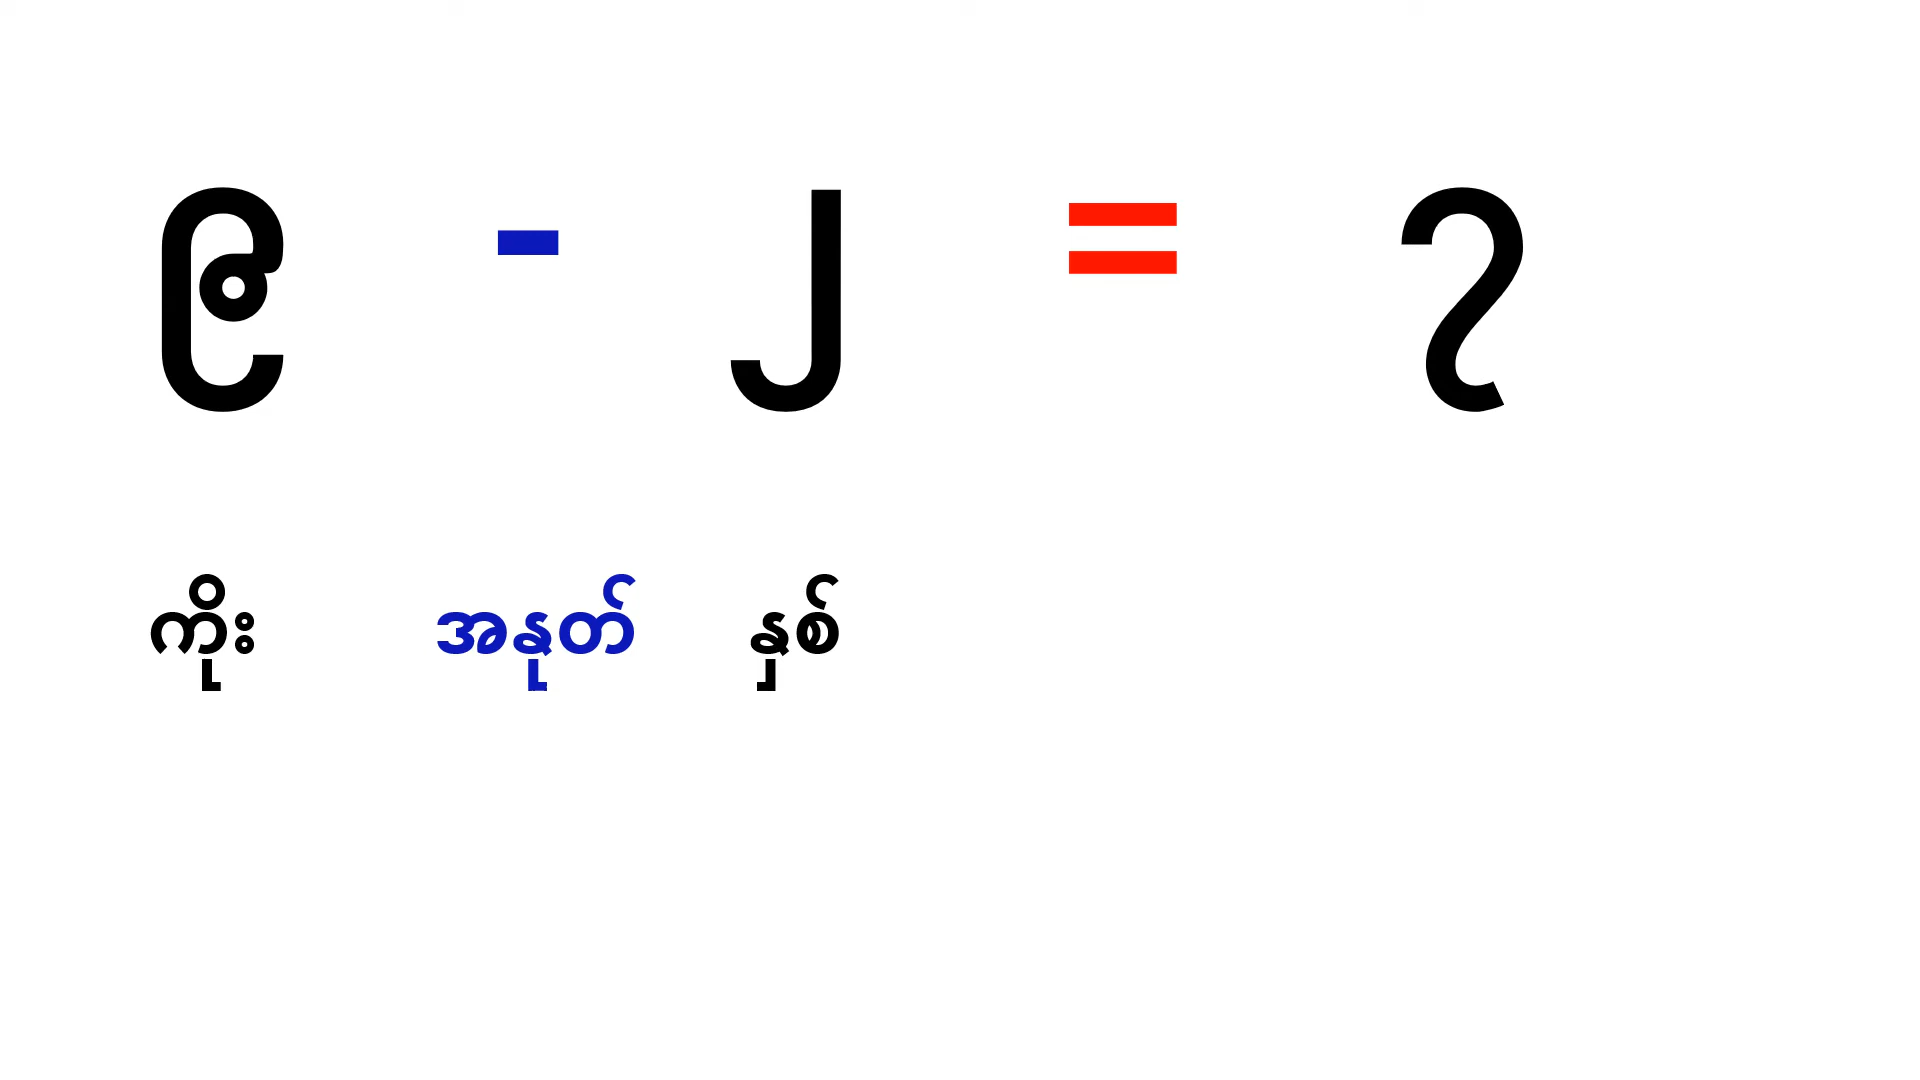 ၉ - ၂ = ၇
ကိုး အနုတ် နှစ်